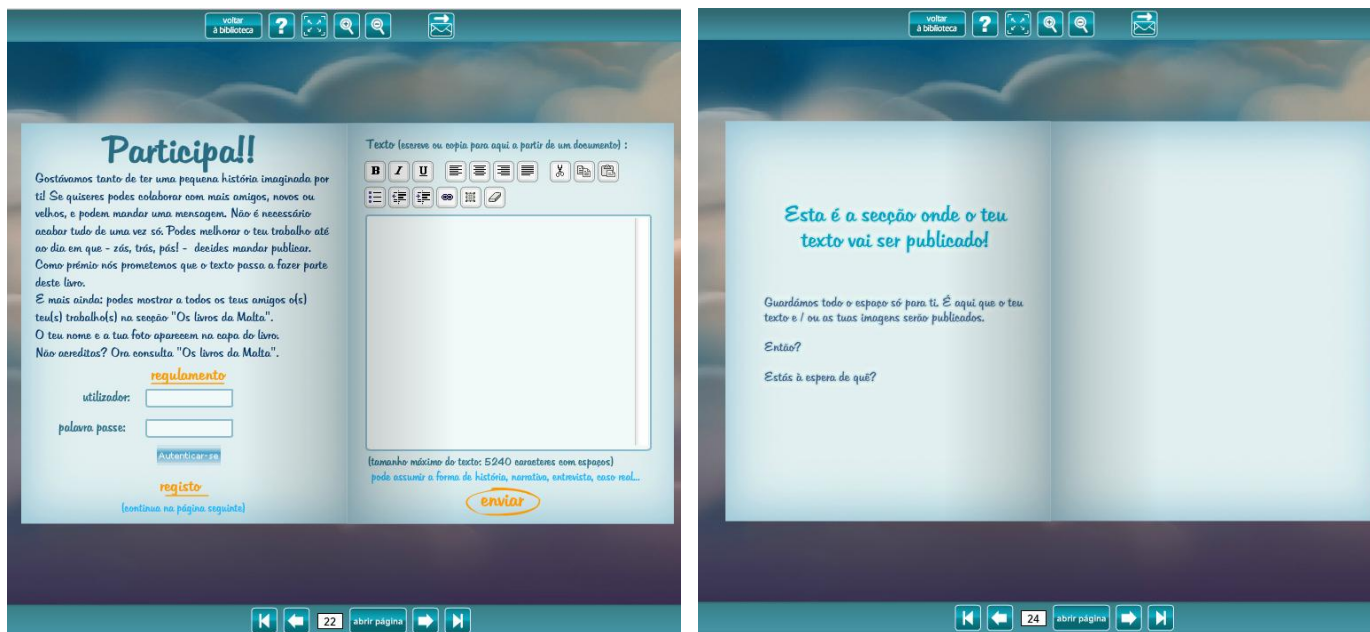 voltar
à biblioteca
?
Participa!!
Gostávamos tanto de ter uma pequena história imaginada por
ti! Se quiseres podes colaborar com mais amigos, novos ou
velhos, e podem mandar uma mensagem. Não é necessário
acabar tudo de uma vez só. Podes melhorar o teu trabalho até
ao dia em que - zás, trás, pás! - decides mandar publicar.
Como prémio nós prometemos que o texto passa a fazer parte
deste livro.
E mais ainda: podes mostrar a todos os teus amigos o(s)
teu(s) trabalho(s) na secção "Os livros da Malta".
O teu nome e a tua foto aparecem na capa do livro.
Não acreditas? Ora consulta "Os livros da Malta".
regulamento
utilizador:
palavra passe:
Autenticar-se
registo
(continua na página seguinte)
Texto (escreve ou copia para aqui a partir de um documento) :
B I U
(tamanho máximo do texto: 5240 caracteres com espaços)
pode assumir a forma de história, narrativa, entrevista, caso real...
enviar
22 abrir página
voltar
à biblioteca
?
Esta é a secção onde o teu
texto vai ser publicado!
Guardámos todo o espaço só para ti. É aqui que o teu
texto e / ou as tuas imagens serão publicados.
Então?
Estás à espera de quê?
24 abrir página